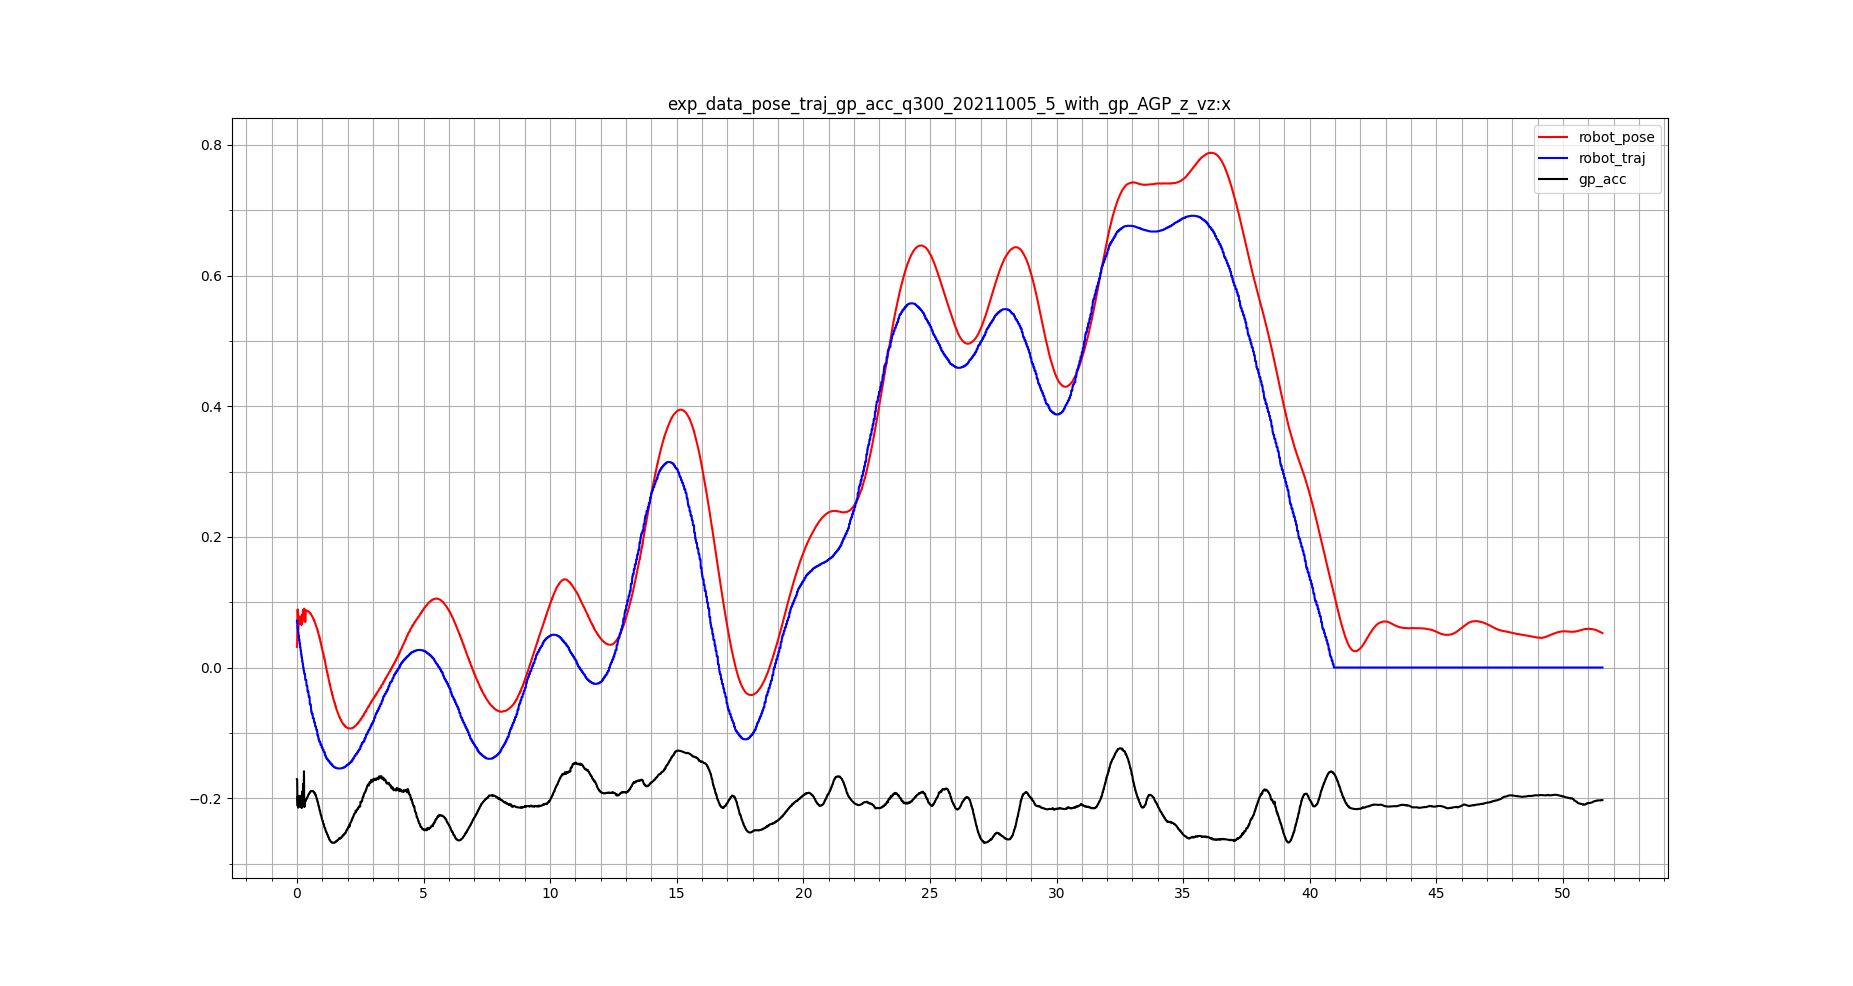 exp_data_pose_traj_gp_acc_q300_20211005_5_with_gp_AGP_z_vz:x
robot_pose
robot_traj
gp_acc
0.8
0.6
0.4
0.2
0.0
−0.2
0 5 10 15 20 25 30 35 40 45 50